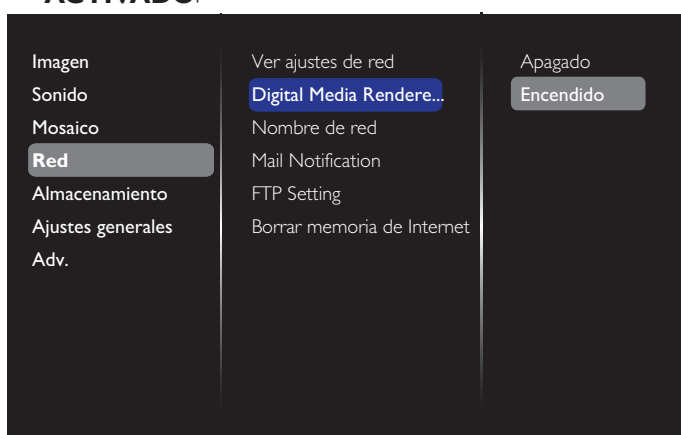 ACTIVADO.
Imagen
Sonido
Mosaico
Red
Almacenamiento
Ajustes generales
Adv.
Ver ajustes de red
Digital Media Rendere...
Nombre de red
Mail Notification
FTP Setting
Borrar memoria de Internet
Apagado
Encendido